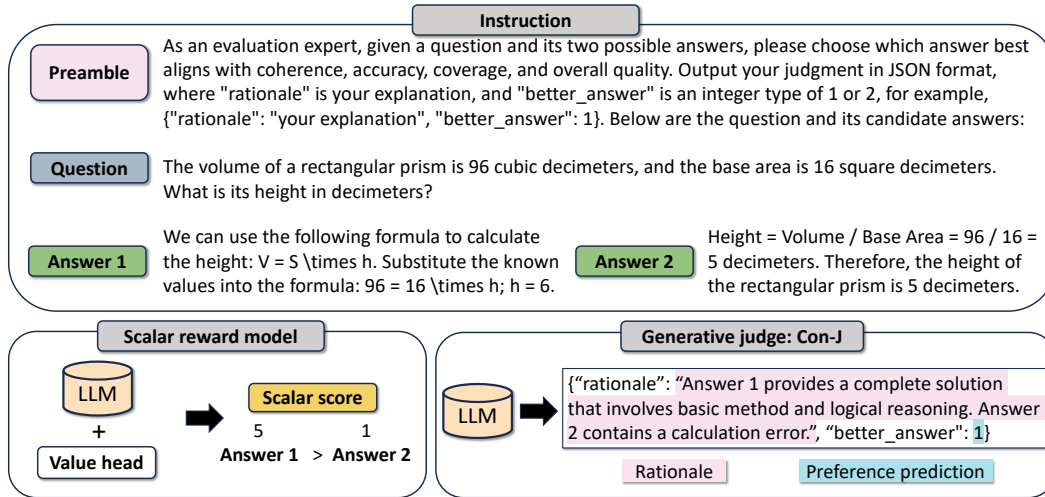 Instruction
Preamble
As an evaluation expert, given a question and its two possible answers, please choose which answer best
aligns with coherence, accuracy, coverage, and overall quality. Output your judgment in JSON format,
where "rationale" is your explanation, and "better_answer" is an integer type of 1 or 2, for example,
{"rationale": "your explanation", "better_answer": 1}. Below are the question and its candidate answers:
Question
The volume of a rectangular prism is 96 cubic decimeters, and the base area is 16 square decimeters.
What is its height in decimeters?
Answer 1
We can use the following formula to calculate
the height: V = S \times h. Substitute the known
values into the formula: 96 = 16 \times h; h = 6.
Answer 2
Height = Volume / Base Area = 96 / 16 =
5 decimeters. Therefore, the height of
the rectangular prism is 5 decimeters.
Scalar reward model
LLM
+
Value head
Scalar score
5 1
Answer 1 > Answer 2
Generative judge: Con-J
LLM
{“rationale”: “Answer 1 provides a complete solution
that involves basic method and logical reasoning. Answer
2 contains a calculation error.”, “better_answer": 1}
Rationale
Preference prediction